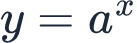 y = a^x